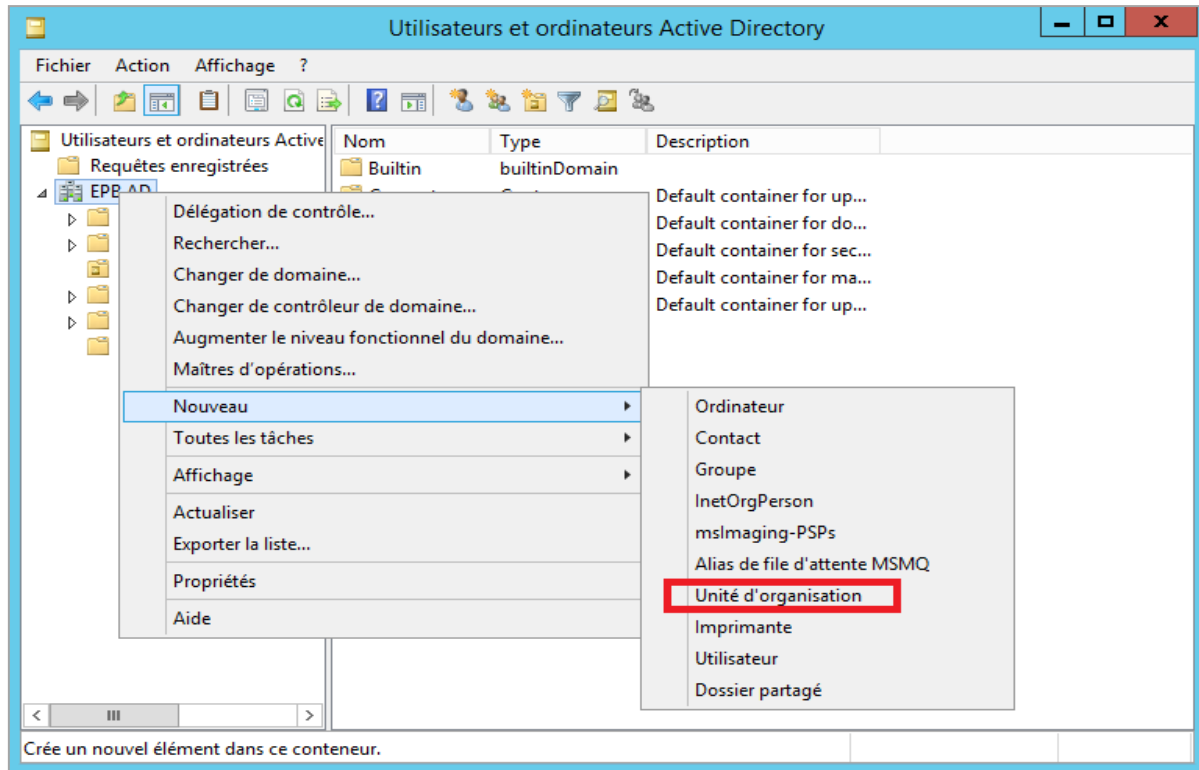 Utilisateurs et ordinateurs Active Directory
Fichier Action Affichage ?
Utilisateurs et ordinateurs Active
Requêtes enregistrées
EPB.AD
Nom Type Description
Builtin builtinDomain
Default container for up...
Default container for do...
Default container for sec...
Default container for ma...
Default container for up...
Délégation de contrôle...
Rechercher...
Changer de domaine...
Changer de contrôleur de domaine...
Augmenter le niveau fonctionnel du domaine...
Maîtres d'opérations...
Nouveau
Toutes les tâches
Affichage
Actualiser
Exporter la liste...
Propriétés
Aide
Ordinateur
Contact
Groupe
InetOrgPerson
msImaging-PSPs
Alias de file d'attente MSMQ
Unité d'organisation
Imprimante
Utilisateur
Dossier partagé
Crée un nouvel élément dans ce conteneur.